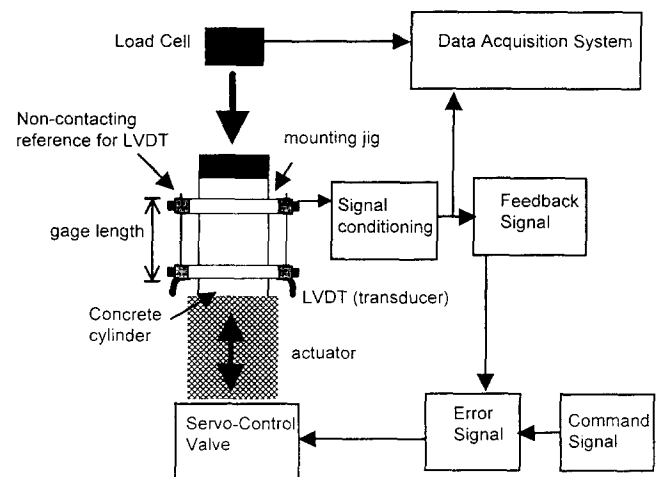 Load Cell
Data Acquisition System
Non-contacting
reference for LVDT
mounting jig
Signal
conditioning
Feedback
Signal
gage length
LVDT (transducer)
Concrete
cylinder
actuator
Servo-Control
Valve
Error
Signal
Command
Signal